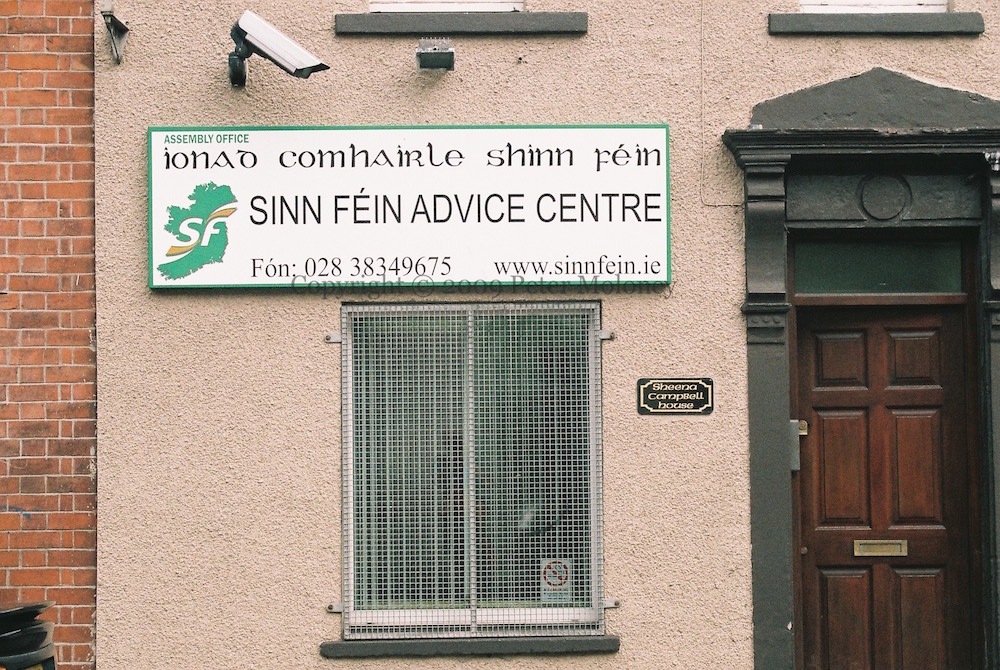 ASSEMBLY OFFICE
ionad comhairle shinn féin
SF
SINN FÉIN ADVICE CENTRE
Fón: 028 38349675 www.sinnfein.ie
Copyright © 2009 Peter Moloney
Sheena
Campbell
house